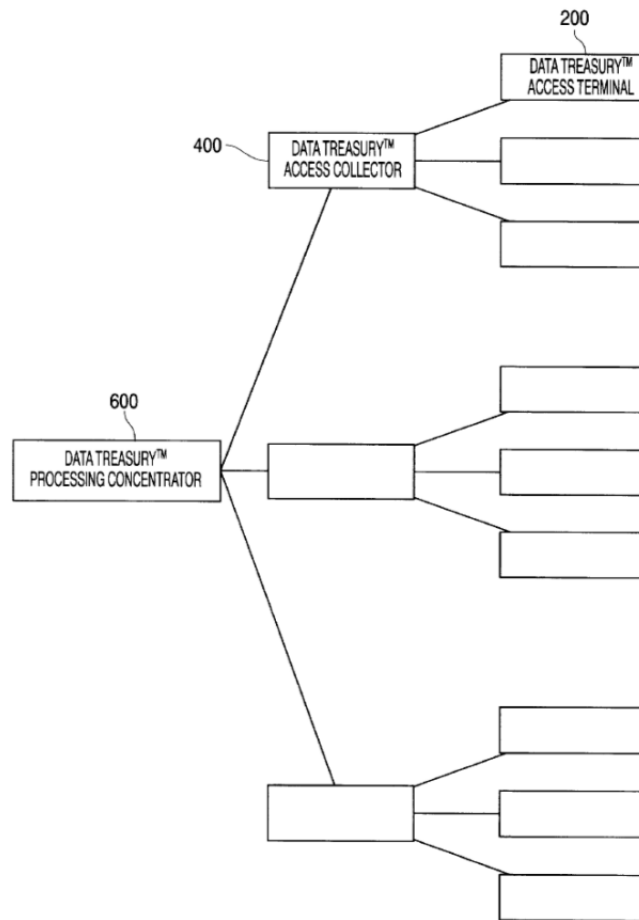 200
DATA TREASURY™
ACCESS TERMINAL
400
DATA TREASURY™
ACCESS COLLECTOR
600
DATA TREASURY™
PROCESSING CONCENTRATOR